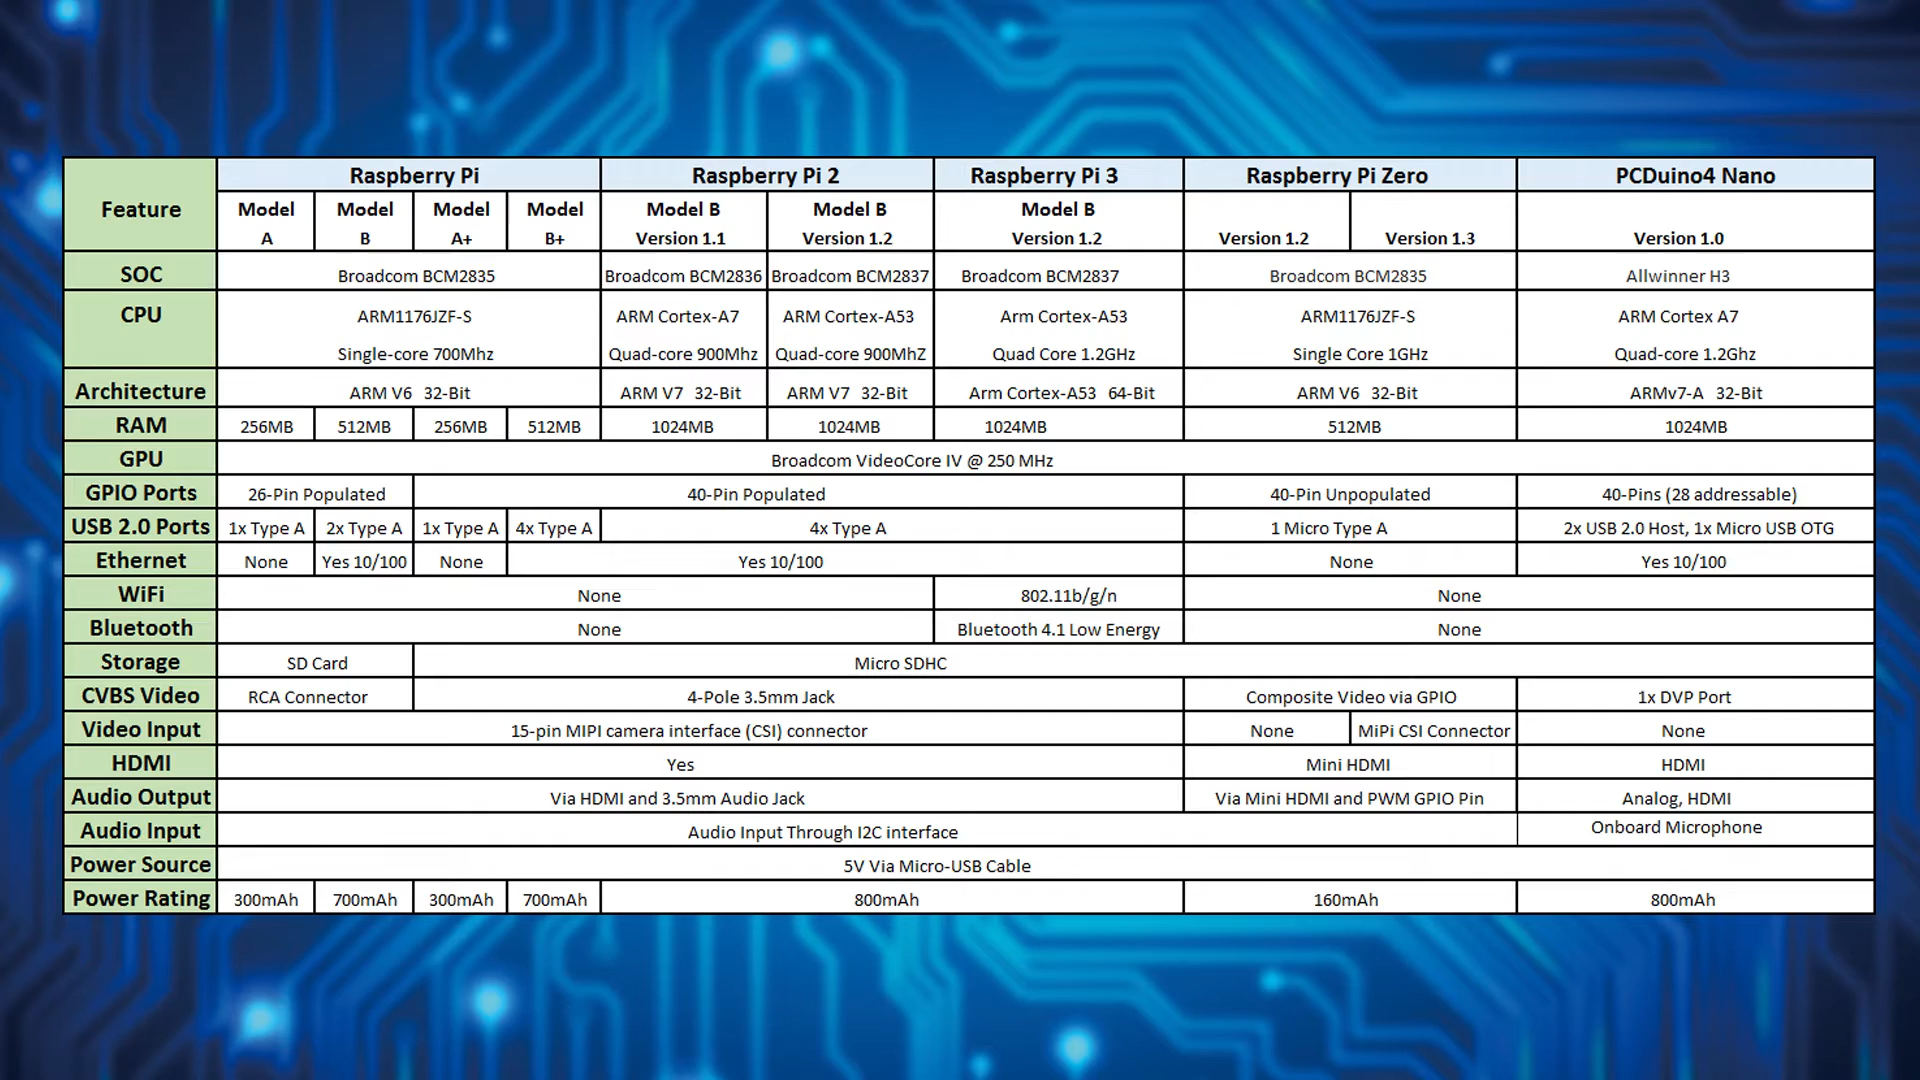 Feature
Raspberry Pi
Raspberry Pi 2
Raspberry Pi 3
Raspberry Pi Zero
PCDuino4 Nano
Model A
Model B
Model A+
Model B+
Model B Version 1.1
Model B Version 1.2
Model B Version 1.2
Version 1.2
Version 1.3
Version 1.0
SOC
Broadcom BCM2835
Broadcom BCM2836
Broadcom BCM2837
Broadcom BCM2837
Broadcom BCM2835
Allwinner H3
CPU
ARM1176JZF-S
Single-core 700Mhz
ARM Cortex-A7
Quad-core 900Mhz
ARM Cortex-A53
Quad-core 900MhZ
Arm Cortex-A53
Quad Core 1.2GHz
ARM1176JZF-S
Single Core 1GHz
ARM Cortex A7
Quad-core 1.2Ghz
Architecture
ARM V6 32-Bit
ARM V7 32-Bit
ARM V7 32-Bit
Arm Cortex-A53 64-Bit
ARM V6 32-Bit
ARMv7-A 32-Bit
RAM
256MB
512MB
256MB
512MB
1024MB
1024MB
1024MB
512MB
1024MB
GPU
Broadcom VideoCore IV @ 250 MHz
GPIO Ports
26-Pin Populated
40-Pin Populated
40-Pin Unpopulated
40-Pins (28 addressable)
USB 2.0 Ports
1x Type A
2x Type A
1x Type A
4x Type A
4x Type A
1 Micro Type A
2x USB 2.0 Host, 1x Micro USB OTG
Ethernet
None
Yes 10/100
None
Yes 10/100
None
Yes 10/100
WiFi
None
802.11b/g/n
None
Bluetooth
None
Bluetooth 4.1 Low Energy
None
Storage
SD Card
Micro SDHC
CVBS Video
RCA Connector
4-Pole 3.5mm Jack
Composite Video via GPIO
1x DVP Port
Video Input
15-pin MIPI camera interface (CSI) connector
None
MiPi CSI Connector
None
HDMI
Yes
Mini HDMI
HDMI
Audio Output
Via HDMI and 3.5mm Audio Jack
Via Mini HDMI and PWM GPIO Pin
Analog, HDMI
Audio Input
Audio Input Through I2C interface
Onboard Microphone
Power Source
5V Via Micro-USB Cable
Power Rating
300mAh
700mAh
300mAh
700mAh
800mAh
160mAh
800mAh